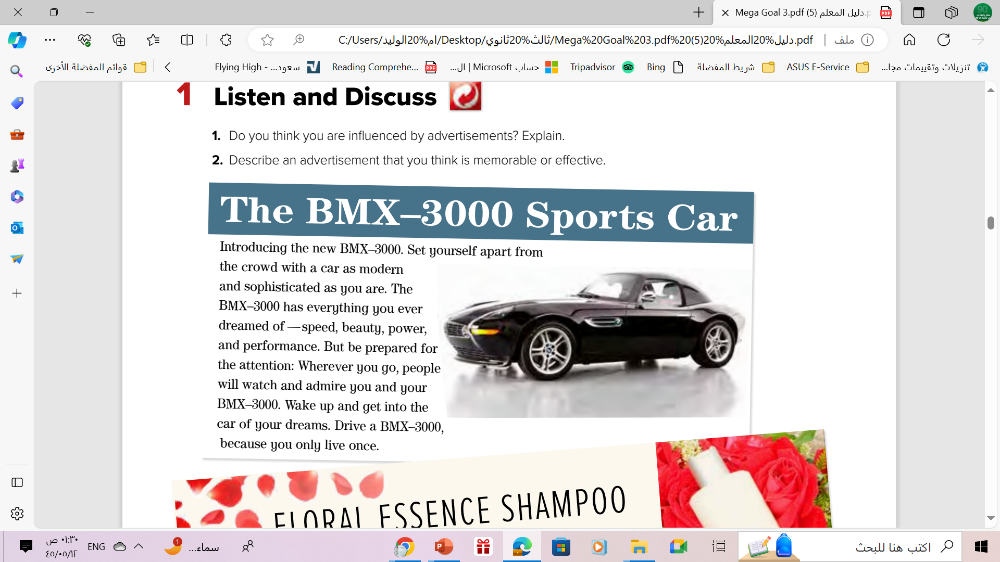 Mega Goal 3.pdf (5) دليل المعلم.p
C:/Users/ام%20الوليد/Desktop/ثالث%20ثانوي/Mega%20Goal%203.pdf%20(5)%20دليل%20المعلم.pdf
ملف
قوائم المفضلة الأخرى
Flying High - سعود...
Reading Comprehe...
حساب Microsoft | ال...
Tripadvisor
Bing
شريط المفضلة
ASUS E-Service
تنزيلات وتقييمات مجا...
1 Listen and Discuss
1. Do you think you are influenced by advertisements? Explain.
2. Describe an advertisement that you think is memorable or effective.
The BMX–3000 Sports Car
Introducing the new BMX–3000. Set yourself apart from
the crowd with a car as modern
and sophisticated as you are. The
BMX–3000 has everything you ever
dreamed of —speed, beauty, power,
and performance. But be prepared for
the attention: Wherever you go, people
will watch and admire you and your
BMX–3000. Wake up and get into the
car of your dreams. Drive a BMX–3000,
because you only live once.
FLORAL ESSENCE SHAMPOO
٠١:٣٠ ص
٤٥/٠٥/١٢
ENG
1
سماء...
اكتب هنا للبحث